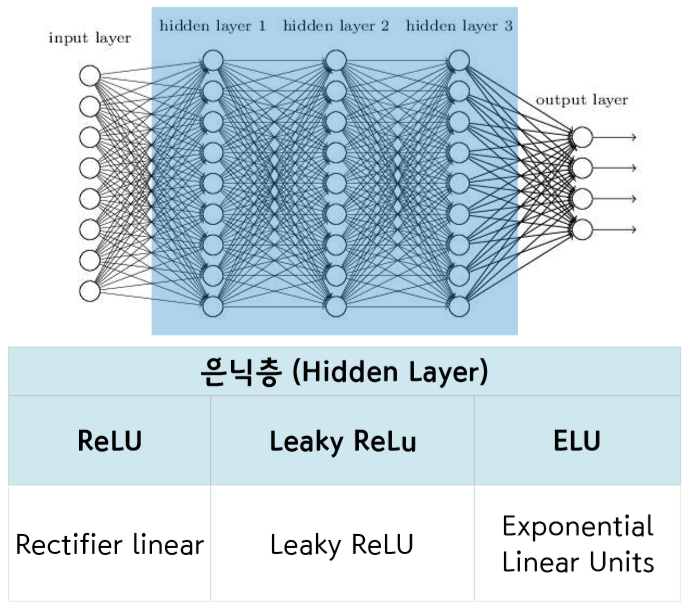 input layer
hidden layer 1
hidden layer 2
hidden layer 3
output layer
은닉층 (Hidden Layer)
ReLU
Leaky ReLu
ELU
Rectifier linear
Leaky ReLU
Exponential
Linear Units